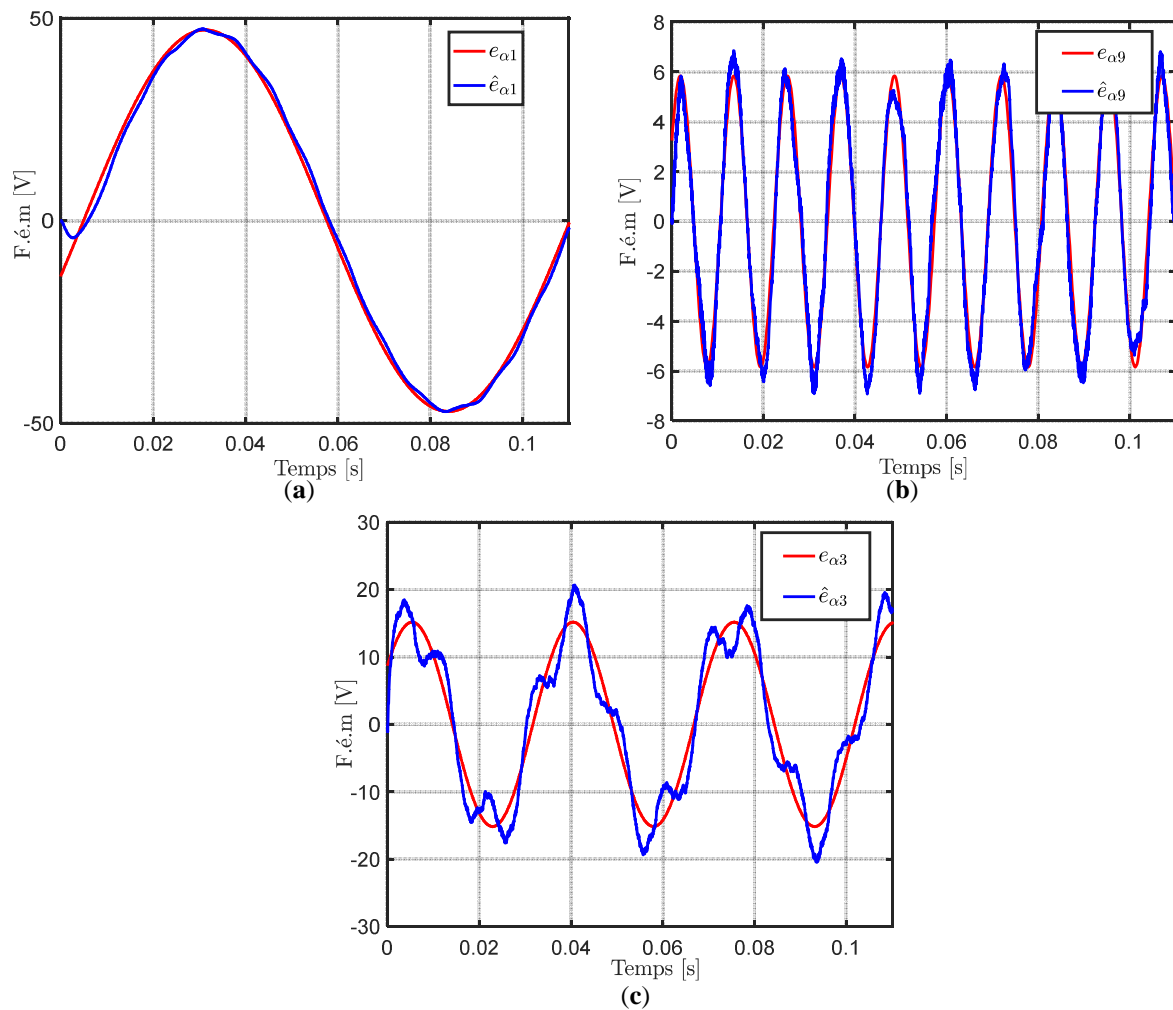 50
0
-50
F.é.m [V]
e_{α1}
ê_{α1}
0 0.02 0.04 0.06 0.08 0.1
Temps [s]
(a)
8
6
4
2
0
-2
-4
-6
-8
F.é.m [V]
e_{α9}
ê_{α9}
0 0.02 0.04 0.06 0.08 0.1
Temps [s]
(b)
30
20
10
0
-10
-20
-30
F.é.m [V]
e_{α3}
ê_{α3}
0 0.02 0.04 0.06 0.08 0.1
Temps [s]
(c)